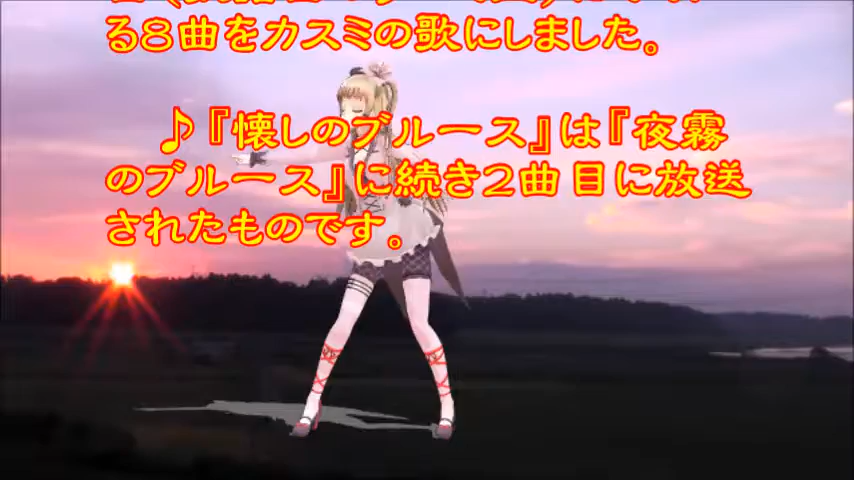 る８曲をカスミの歌にしました。
♪『懐しのブルース』は『夜霧
のブルース』に続き２曲目に放送
されたものです。